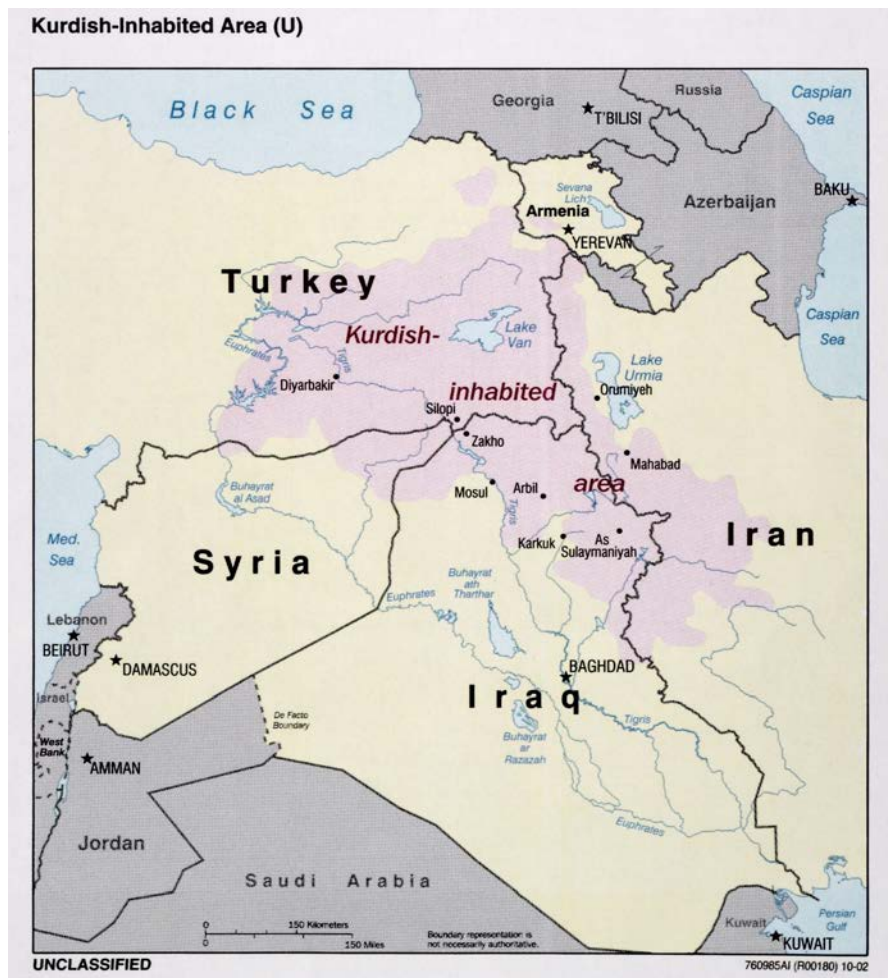 Kurdish-Inhabited Area (U)
Black Sea
Georgia
T'BILISI
Russia
Caspian
Sea
Sevana
Lich
Armenia
YEREVAN
Azerbaijan
BAKU
Turkey
Kurdish-
Lake
Van
Caspian
Sea
Euphrates
Tigris
Diyarbakir
inhabited
Lake
Urmia
Orumiyeh
Silopi
Zakho
Mahabad
Buhayrat
al Asad
Mosul
Arbil
area
Tigris
Med.
Sea
Syria
Karkuk
As
Sulaymaniyah
Iran
Buhayrat
ath
Tharthar
Euphrates
Lebanon
BEIRUT
DAMASCUS
BAGHDAD
Israel
Iraq
De Facto
Boundary
Tigris
West
Bank
Buhayrat
ar
Razazah
AMMAN
Euphrates
Jordan
Saudi Arabia
Kuwait
Persian
Gulf
KUWAIT
0 150 Kilometers
0 150 Miles
Boundary representation is
not necessarily authoritative.
UNCLASSIFIED
760985AI (R00180) 10-02